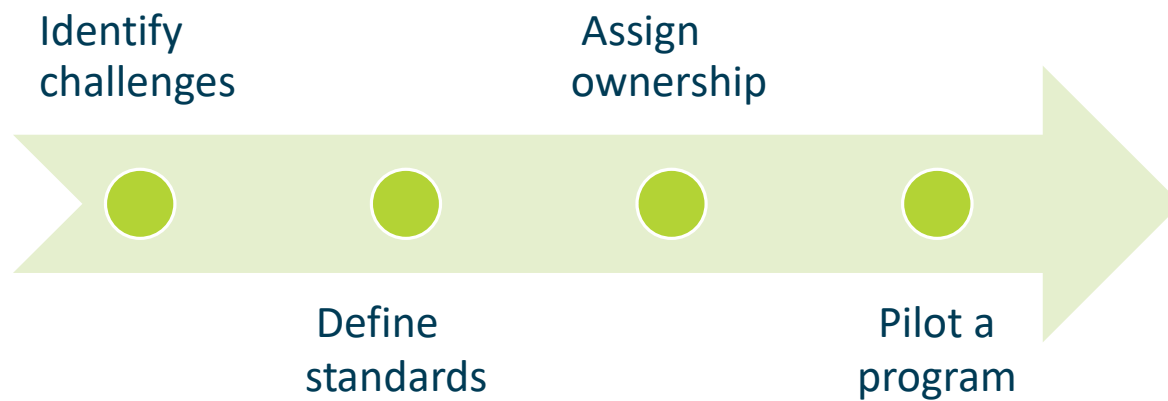 Identify
challenges
Define
standards
Assign
ownership
Pilot a
program